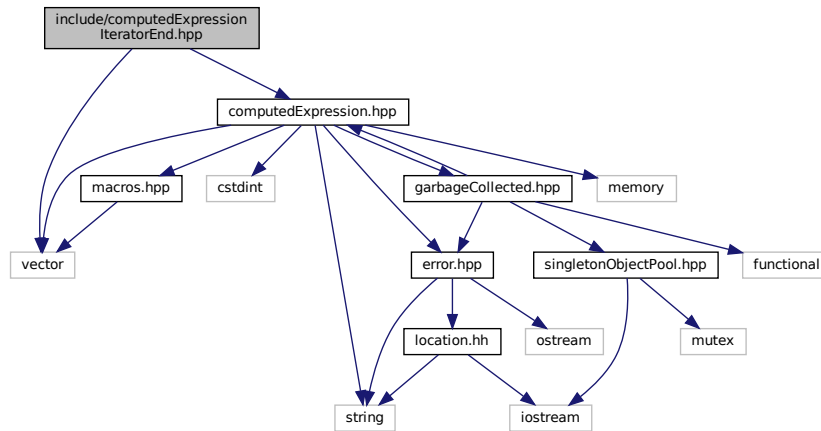 include/computedExpression
IteratorEnd.hpp
computedExpression.hpp
macros.hpp
cstdint
garbageCollected.hpp
memory
vector
error.hpp
singletonObjectPool.hpp
functional
location.hh
ostream
mutex
string
iostream